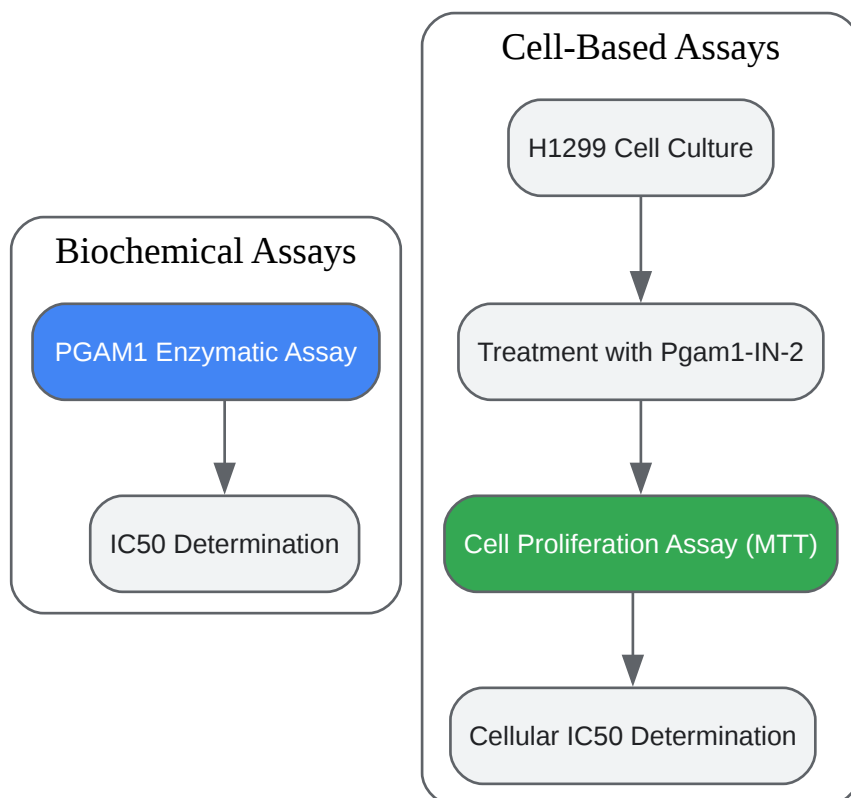 Biochemical Assays
PGAM1 Enzymatic Assay
IC50 Determination
Cell-Based Assays
H1299 Cell Culture
Treatment with Pgam1-IN-2
Cell Proliferation Assay (MTT)
Cellular IC50 Determination